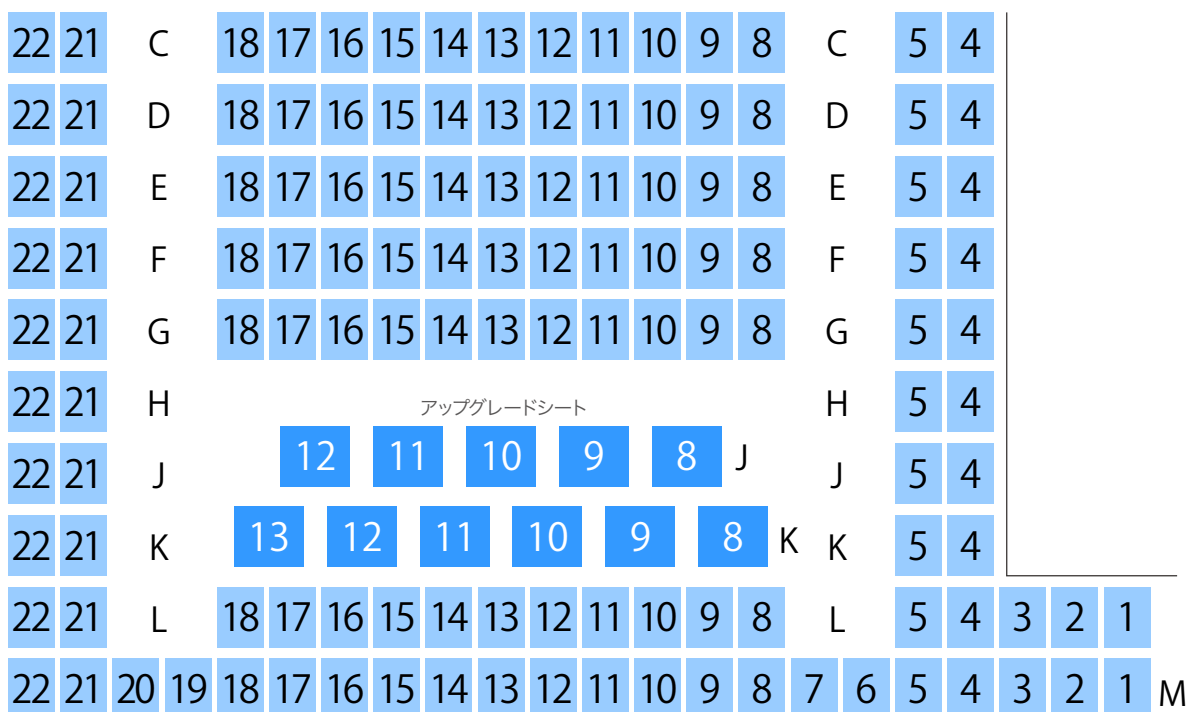 22 21 C 18 17 16 15 14 13 12 11 10 9 8 C 5 4
22 21 D 18 17 16 15 14 13 12 11 10 9 8 D 5 4
22 21 E 18 17 16 15 14 13 12 11 10 9 8 E 5 4
22 21 F 18 17 16 15 14 13 12 11 10 9 8 F 5 4
22 21 G 18 17 16 15 14 13 12 11 10 9 8 G 5 4
22 21 H アップグレードシート H 5 4
12 11 10 9 8 J
22 21 J J 5 4
13 12 11 10 9 8 K
22 21 K K 5 4
22 21 L 18 17 16 15 14 13 12 11 10 9 8 L 5 4 3 2 1
22 21 20 19 18 17 16 15 14 13 12 11 10 9 8 7 6 5 4 3 2 1 M